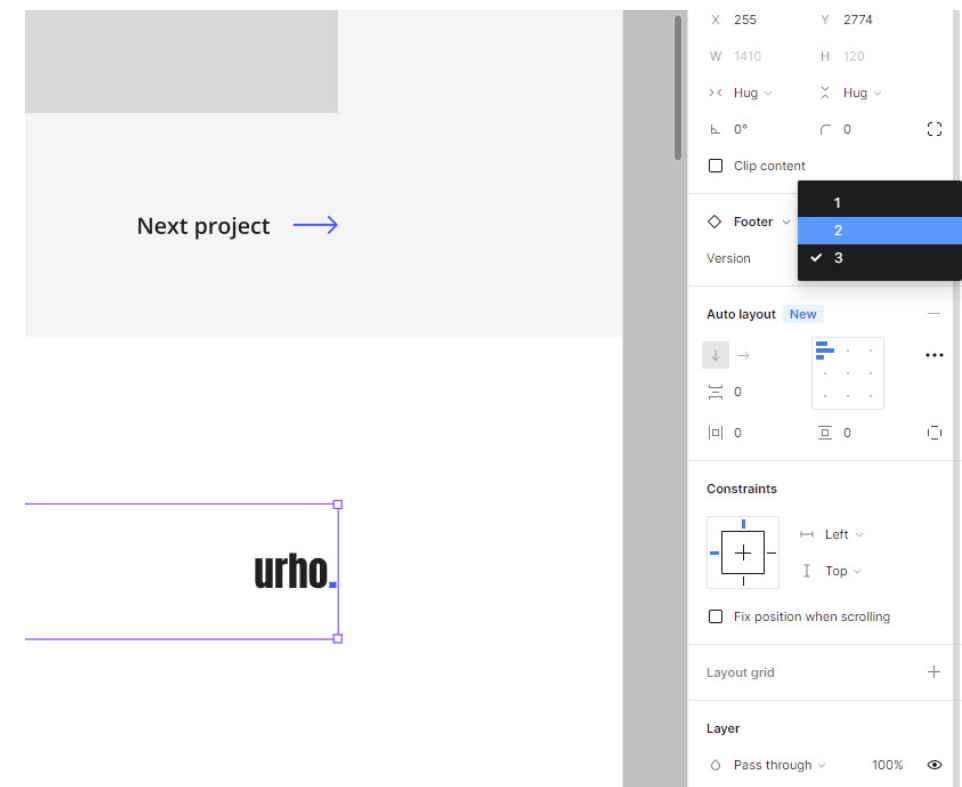 Next project
urho.
X 255 Y 2774
W 1410 H 120
Hug Hug
0° 0
Clip content
Footer
Version
1
2
3
Auto layout New
0
0 0
Constraints
Left
Top
Fix position when scrolling
Layout grid
Layer
Pass through 100%